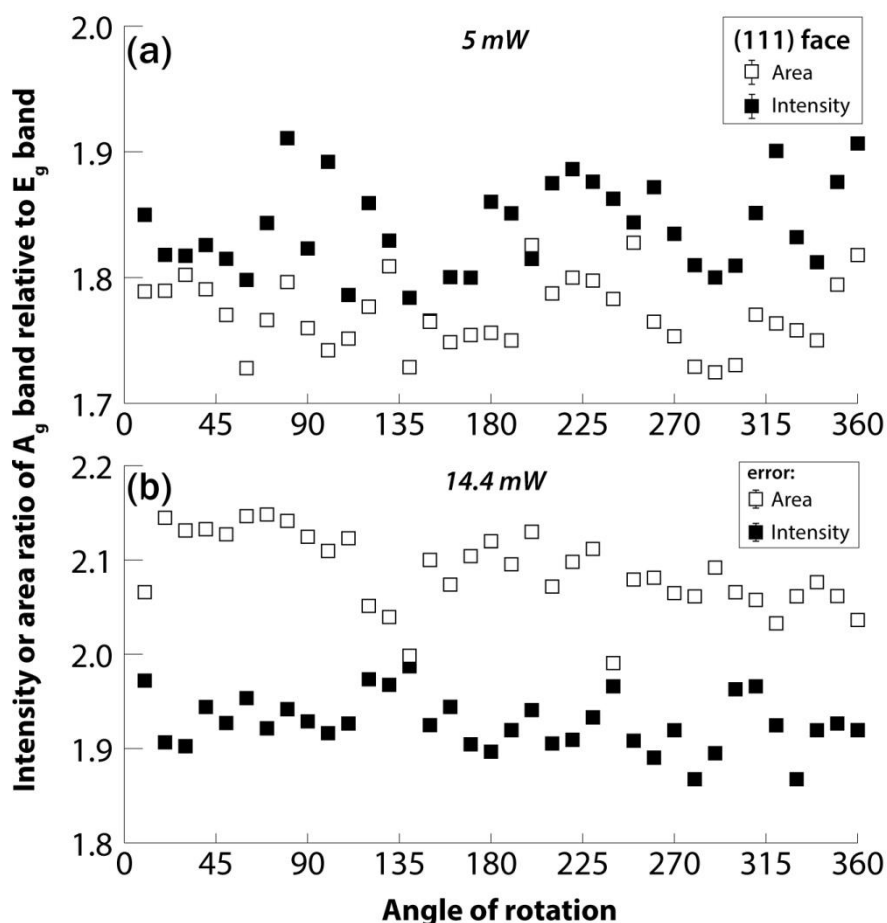 Intensity or area ratio of A_g band relative to E_g band
(a)
5 mW
(111) face
Area
Intensity
2.0
1.9
1.8
1.7
0 45 90 135 180 225 270 315 360
(b)
14.4 mW
error:
Area
Intensity
2.2
2.1
2.0
1.9
1.8
0 45 90 135 180 225 270 315 360
Angle of rotation